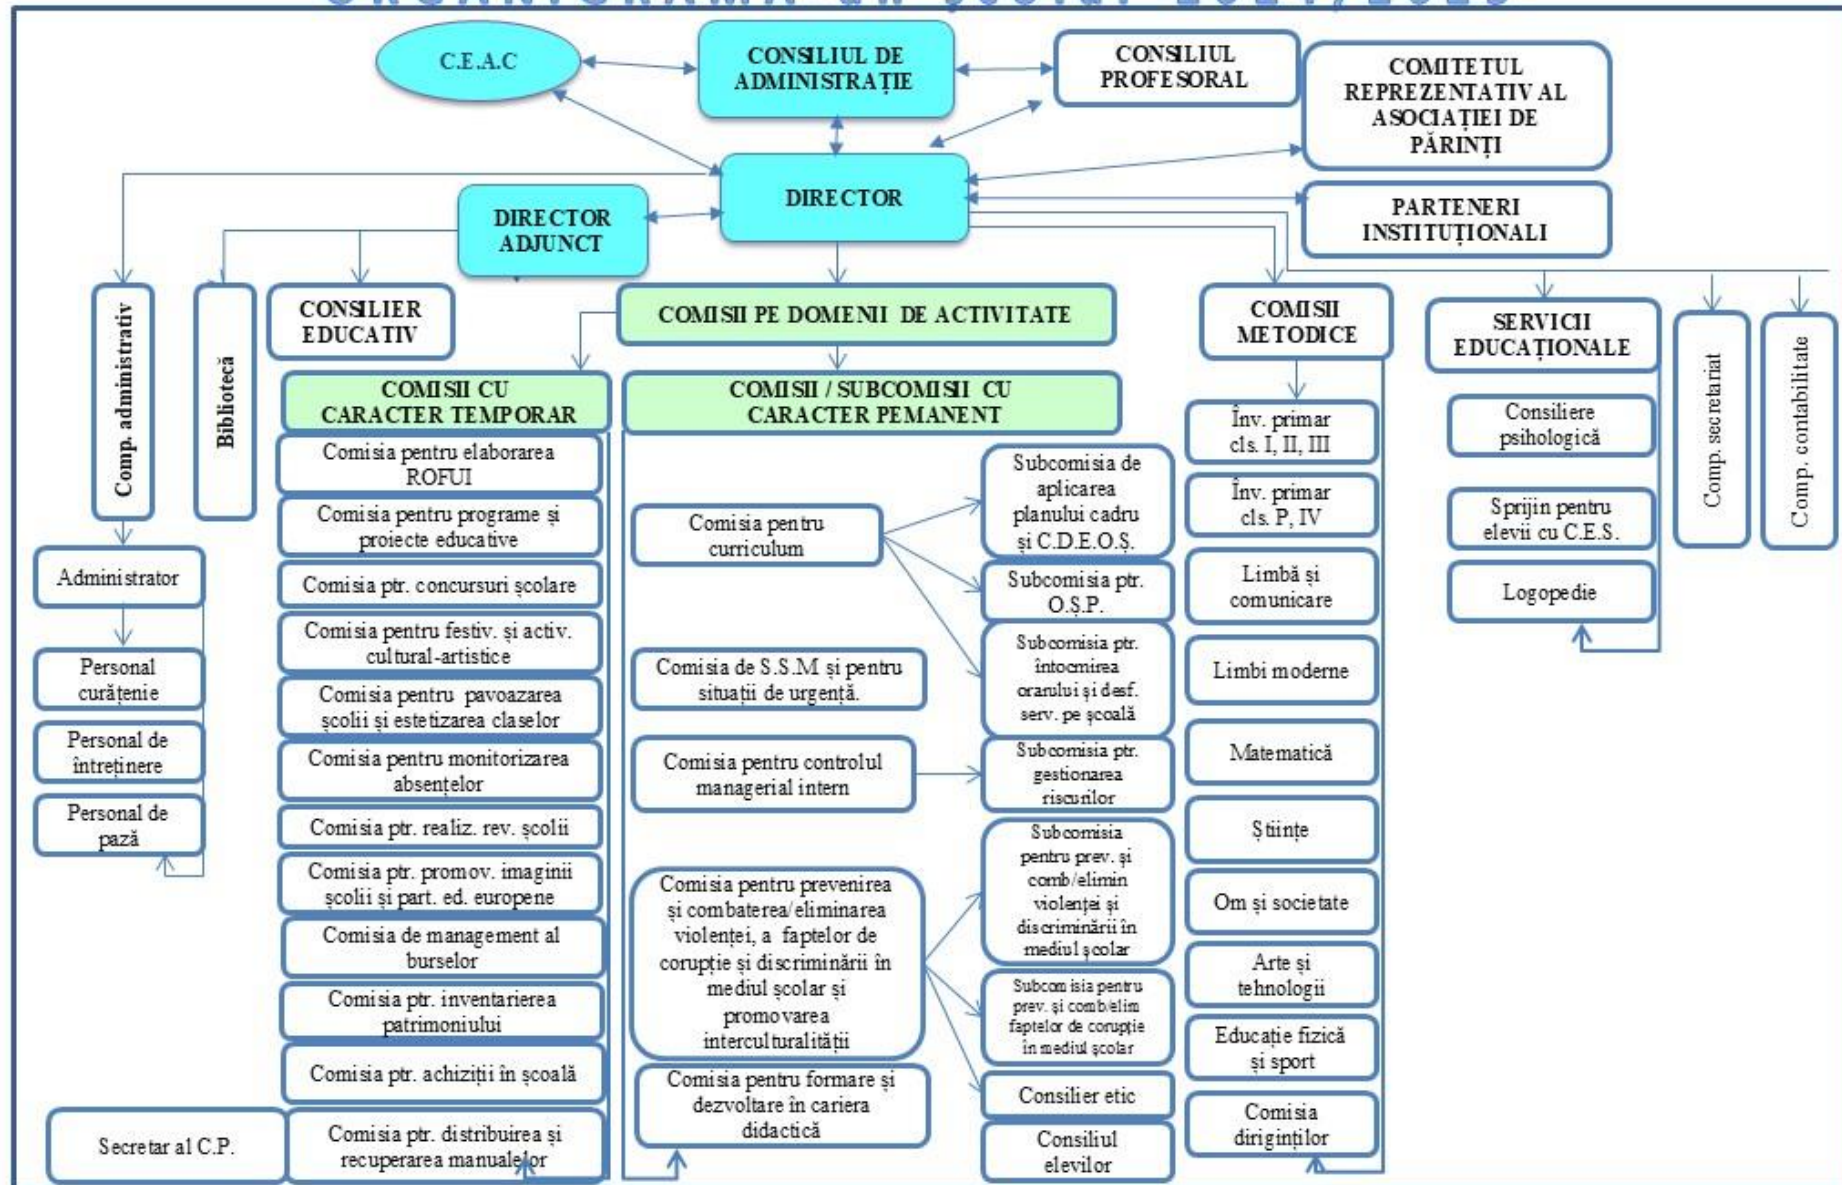 ORGANIGRAMA an școlar 2024/2025
C.E.A.C
CONSILIUL DE
ADMINISTRAȚIE
CONSILIUL
PROFESORAL
COMITETUL
REPREZENTATIV AL
ASOCIAȚIEI DE
PĂRINȚI
DIRECTOR
DIRECTOR
ADJUNCT
PARTENERI
INSTITUȚIONALI
Comp. administrativ
Bibliotecă
CONSILIER
EDUCATIV
COMISII PE DOMENII DE ACTIVITATE
COMISII
METODICE
SERVICII
EDUCAȚIONALE
Comp. secretariat
Comp. contabilitate
Administrator
Personal
curățenie
Personal de
întreținere
Personal de
pază
COMISII CU
CARACTER TEMPORAR
Comisia pentru elaborarea
ROFUI
Comisia pentru programe și
proiecte educative
Comisia ptr. concursuri școlare
Comisia pentru festiv. și activ.
cultural-artistice
Comisia pentru pavoazarea
școlii și estetizarea claselor
Comisia pentru monitorizarea
absențelor
Comisia ptr. realiz. rev. școlii
Comisia ptr. promov. imaginii
școlii și part. ed. europene
Comisia de management al
burselor
Comisia ptr. inventarierea
patrimoniului
Comisia ptr. achiziții în școală
Secretar al C.P.
Comisia ptr. distribuirea și
recuperarea manualelor
COMISII / SUBCOMISII CU
CARACTER PEMANENT
Comisia pentru
curriculum
Comisia de S.S.M și pentru
situații de urgență.
Comisia pentru controlul
managerial intern
Comisia pentru prevenirea
și combaterea/eliminarea
violenței, a faptelor de
corupție și discriminării în
mediul școlar și
promovarea
interculturalității
Comisia pentru formare și
dezvoltare în cariera
didactică
Subcomisia de
aplicarea
planului cadru
și C.D.E.O.Ș.
Subcomisia ptr.
O.Ș.P.
Subcomisia ptr.
întocmirea
orarului și desf.
serv. pe școală
Subcomisia ptr.
gestionarea
riscurilor
Subcomisia
pentru prev. și
comb/elimin
violenței și
discriminării în
mediul școlar
Subcomisia pentru
prev. și comb/elim
faptelor de corupție
în mediul școlar
Consilier etic
Consiliul
elevilor
Înv. primar
cls. I, II, III
Înv. primar
cls. P, IV
Limbă și
comunicare
Limbi moderne
Matematică
Științe
Om și societate
Arte și
tehnologii
Educație fizică
și sport
Comisia
diriginților
Consiliere
psihologică
Sprijin pentru
elevii cu C.E.S.
Logopedie